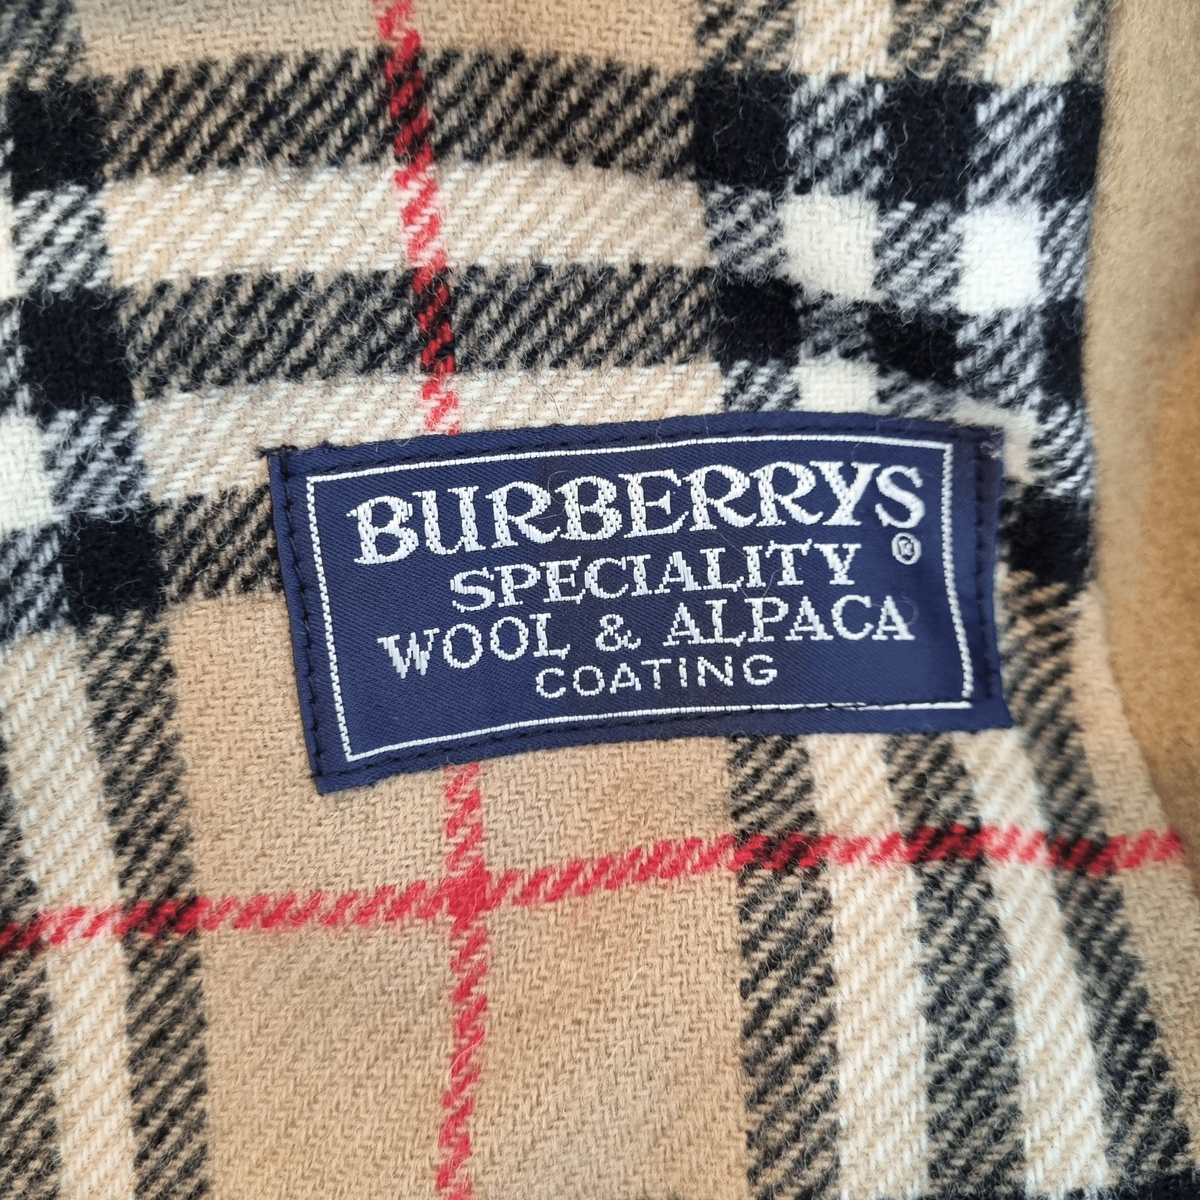 BURBERRYS
SPECIALITY ®
WOOL & ALPACA
COATING